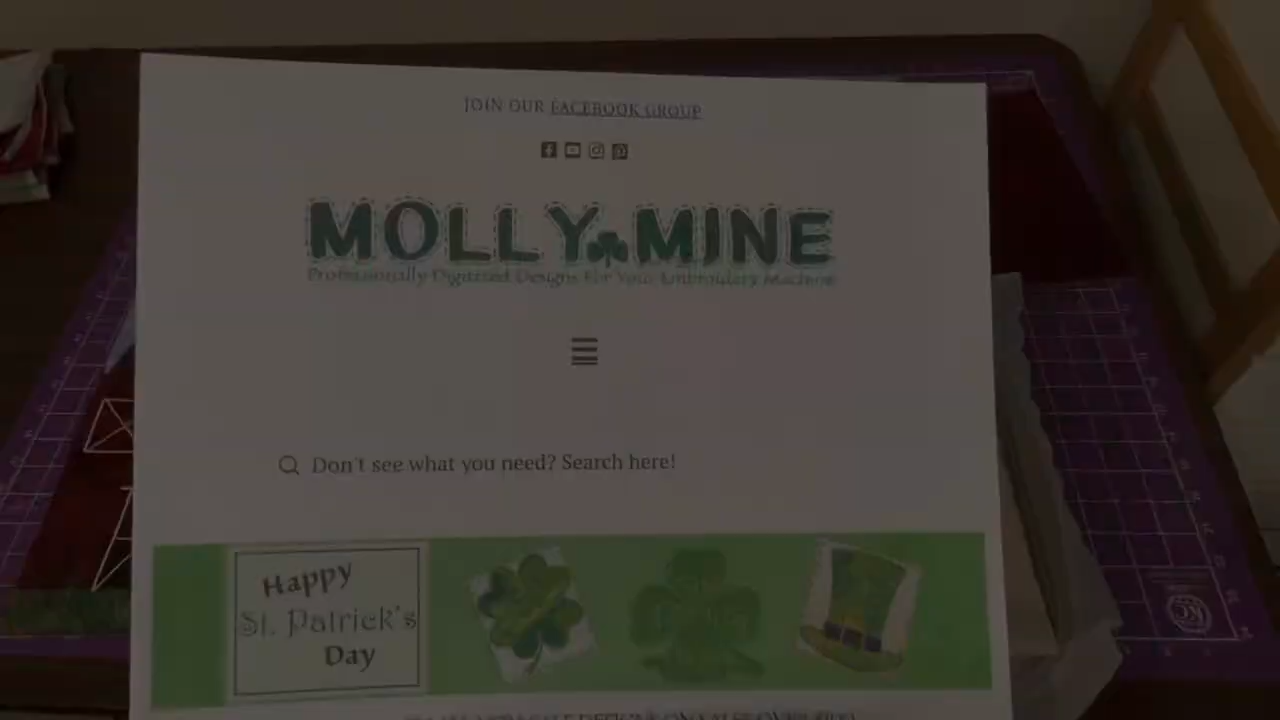 JOIN OUR FACEBOOK GROUP
MOLLY MINE
Professionally Digitized Designs For Your Embroidery Machine
Don't see what you need? Search here!
Happy
St. Patrick's
Day